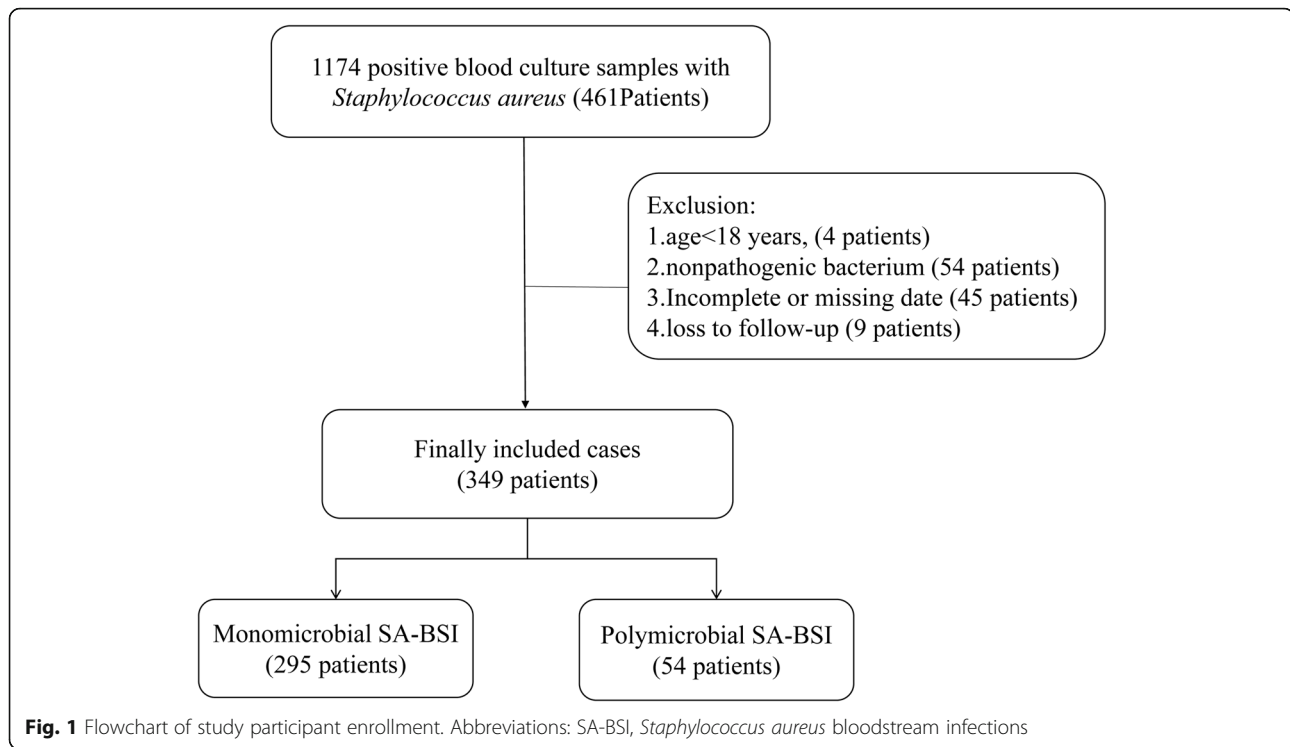 1174 positive blood culture samples with
Staphylococcus aureus (461Patients)
Exclusion:
1.age<18 years, (4 patients)
2.nonpathogenic bacterium (54 patients)
3.Incomplete or missing date (45 patients)
4.loss to follow-up (9 patients)
Finally included cases
(349 patients)
Monomicrobial SA-BSI
(295 patients)
Polymicrobial SA-BSI
(54 patients)
Fig. 1 Flowchart of study participant enrollment. Abbreviations: SA-BSI, Staphylococcus aureus bloodstream infections